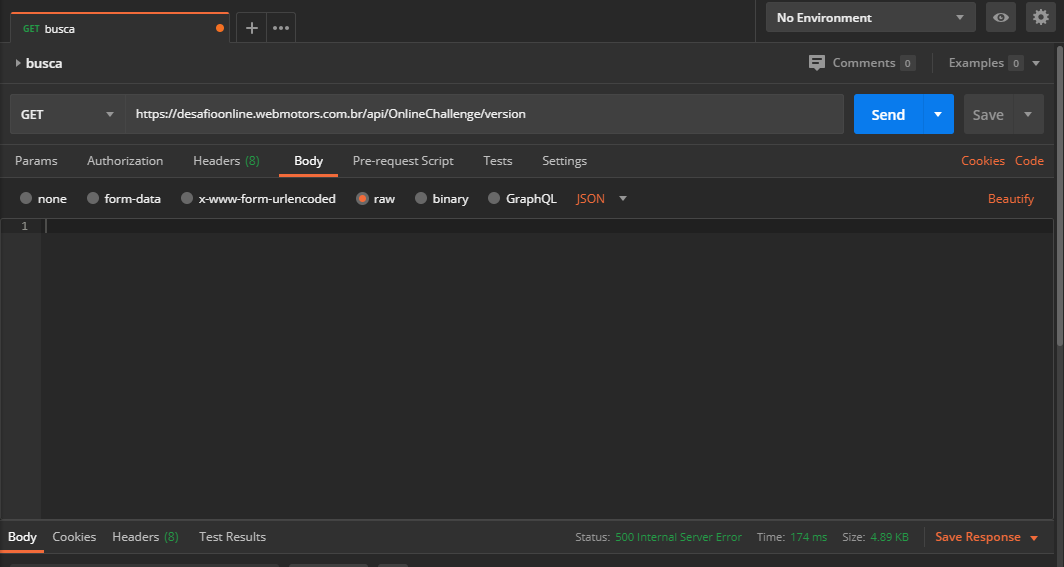 GET busca
No Environment
busca
Comments 0
Examples 0
GET
https://desafioonline.webmotors.com.br/api/OnlineChallenge/version
Send
Save
Params Authorization Headers (8) Body Pre-request Script Tests Settings Cookies Code
none form-data x-www-form-urlencoded raw binary GraphQL JSON Beautify
1
Body Cookies Headers (8) Test Results Status: 500 Internal Server Error Time: 174 ms Size: 4.89 KB Save Response